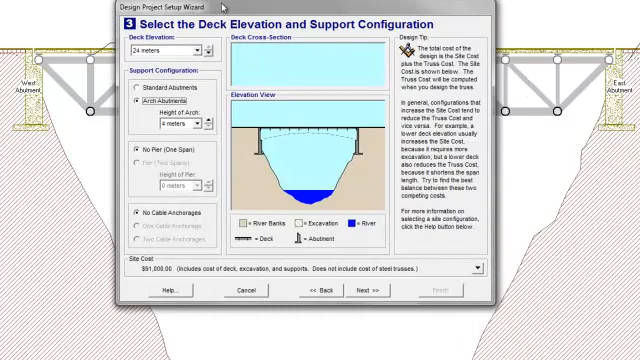 Design Project Setup Wizard
3 Select the Deck Elevation and Support Configuration
Deck Elevation:
24 meters
Support Configuration:
Standard Abutments
Arch Abutments
Height of Arch:
4 meters
No Pier (One Span)
Pier (Two Spans)
Height of Pier:
0 meters
No Cable Anchorages
One Cable Anchorage
Two Cable Anchorages
Deck Cross-Section
Elevation View
= River Banks
= Excavation
= River
= Deck
= Abutment
Design Tip:
The total cost of the
design is the Site Cost
plus the Truss Cost. The Site
Cost is shown below. The
Truss Cost will be computed
when you design the truss.
In general, configurations that
increase the Site Cost tend to
reduce the Truss Cost and
vice versa. For example, a
lower deck elevation usually
increases the Site Cost,
because it requires more
excavation; but a lower deck
also reduces the Truss Cost,
because it shortens the span
length. Try to find the best
balance between these two
competing costs.
For more information on
selecting a site configuration,
click the Help button below.
Site Cost:
$91,000.00 (Includes cost of deck, excavation, and supports. Does not include cost of steel trusses.)
Help...
Cancel
<< Back
Next >>
Finish
West
Abutment
East
Abutment